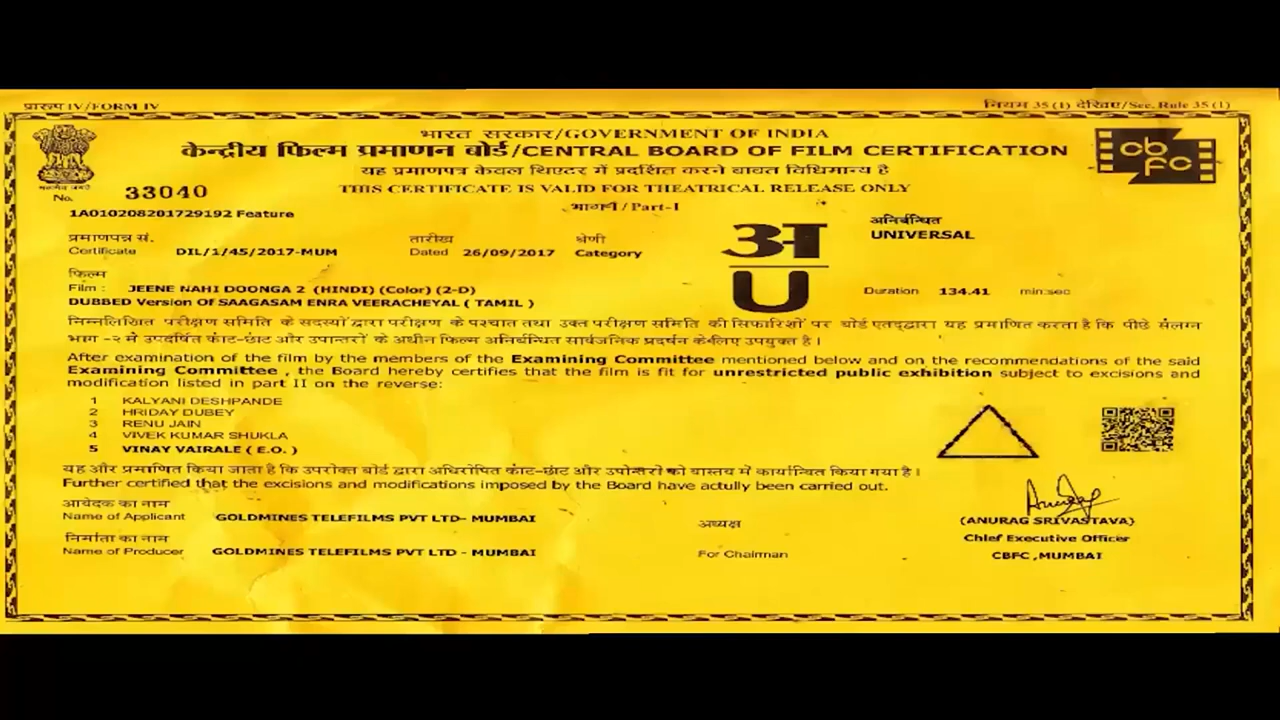 प्रारूप IV/FORM IV
नियम 35 (1) देखिए/Sec. Rule 35 (1)
भारत सरकार/GOVERNMENT OF INDIA
केन्द्रीय फिल्म प्रमाणन बोर्ड/CENTRAL BOARD OF FILM CERTIFICATION
cb
fc
यह प्रमाणपत्र केवल थिएटर में प्रदर्शित करने बावत विधिमान्य है
THIS CERTIFICATE IS VALID FOR THEATRICAL RELEASE ONLY
No. 33040
भाग / Part-I
1A010208201729192 Feature
प्रमाणपत्र सं. तारीख श्रेणी
Certificate DIL/1/45/2017-MUM Dated 26/09/2017 Category
अ
U
अनिर्बन्धित
UNIVERSAL
फिल्म
Film : JEENE NAHI DOONGA 2 (HINDI) (Color) (2-D)
Duration 134.41 min:sec
DUBBED Version OF SAAGASAM ENRA VEERACHEYAL ( TAMIL )
निम्नलिखित परीक्षण समिति के सदस्यों द्वारा परीक्षण के पश्चात तथा उक्त परीक्षण समिति की सिफारिशों पर बोर्ड एतद्द्वारा यह प्रमाणित करता है कि पीछे संलग्न
भाग -२ में उपदर्षित कांट-छांट और उपान्तरों के अधीन फिल्म अनिर्बन्धित सार्वजनिक प्रदर्षन के लिए उपयुक्त है ।
After examination of the film by the members of the Examining Committee mentioned below and on the recommendations of the said
Examining Committee , the Board hereby certifies that the film is fit for unrestricted public exhibition subject to excisions and
modification listed in part II on the reverse:
1 KALYANI DESHPANDE
2 HRIDAY DUBEY
3 RENU JAIN
4 VIVEK KUMAR SHUKLA
5 VINAY VAIRALE ( E.O. )
यह और प्रमाणित किया जाता है कि उपरोक्त बोर्ड द्वारा अधिरोपित कांट-छांट और उपोन्तरों को वास्तव में कार्यान्वित किया गया है ।
Further certified that the excisions and modifications imposed by the Board have actully been carried out.
आवेदक का नाम
Name of Applicant GOLDMINES TELEFILMS PVT LTD- MUMBAI
अध्यक्ष
(ANURAG SRIVASTAVA)
निर्माता का नाम
Chief Executive Officer
Name of Producer GOLDMINES TELEFILMS PVT LTD - MUMBAI
For Chairman
CBFC ,MUMBAI